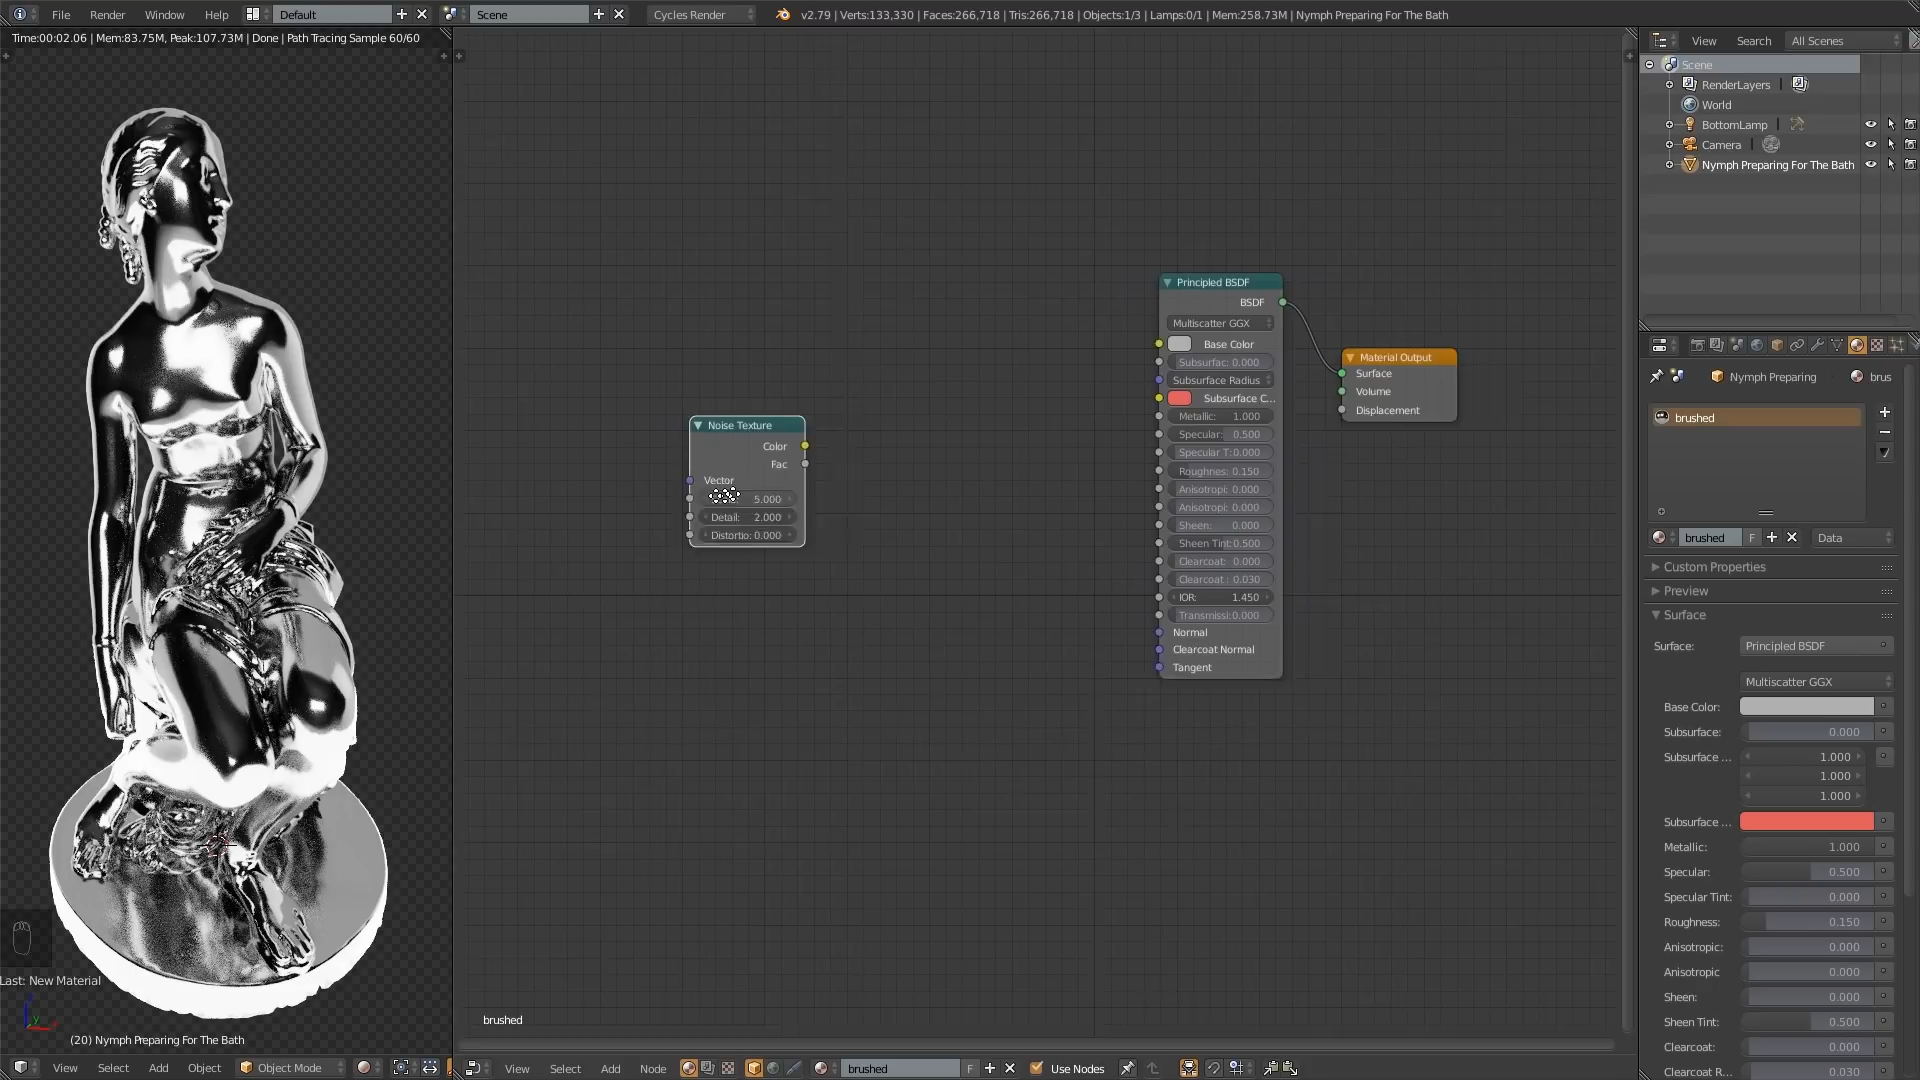 File
Render
Window
Help
Default
Scene
Cycles Render
v2.79 | Verts:133,330 | Faces:266,718 | Tris:266,718 | Objects:1/3 | Lamps:0/1 | Mem:258.73M | Nymph Preparing For The Bath
Time:00:02.06 | Mem:83.75M, Peak:107.73M | Done | Path Tracing Sample 60/60
Last: New Material
(20) Nymph Preparing For The Bath
View
Select
Add
Object
Object Mode
Noise Texture
Color
Fac
Vector
5.000
Detail: 2.000
Distortio: 0.000
Principled BSDF
BSDF
Multiscatter GGX
Base Color
Subsurfac: 0.000
Subsurface Radius
Subsurface C...
Metallic: 1.000
Specular: 0.500
Specular T:0.000
Roughnes: 0.150
Anisotropi: 0.000
Anisotropi: 0.000
Sheen: 0.000
Sheen Tint:0.500
Clearcoat: 0.000
Clearcoat : 0.030
IOR: 1.450
Transmissi:0.000
Normal
Clearcoat Normal
Tangent
Material Output
Surface
Volume
Displacement
brushed
View
Select
Add
Node
brushed
F
Use Nodes
View
Search
All Scenes
Scene
RenderLayers
World
BottomLamp
Camera
Nymph Preparing For The Bath
Nymph Preparing
brus
brushed
brushed
F
Data
Custom Properties
Preview
Surface
Surface: Principled BSDF
Multiscatter GGX
Base Color:
Subsurface: 0.000
Subsurface ... 1.000
1.000
1.000
Subsurface ...
Metallic: 1.000
Specular: 0.500
Specular Tint: 0.000
Roughness: 0.150
Anisotropic: 0.000
Anisotropic 0.000
Sheen: 0.000
Sheen Tint: 0.500
Clearcoat: 0.000
Clearcoat R... 0.030